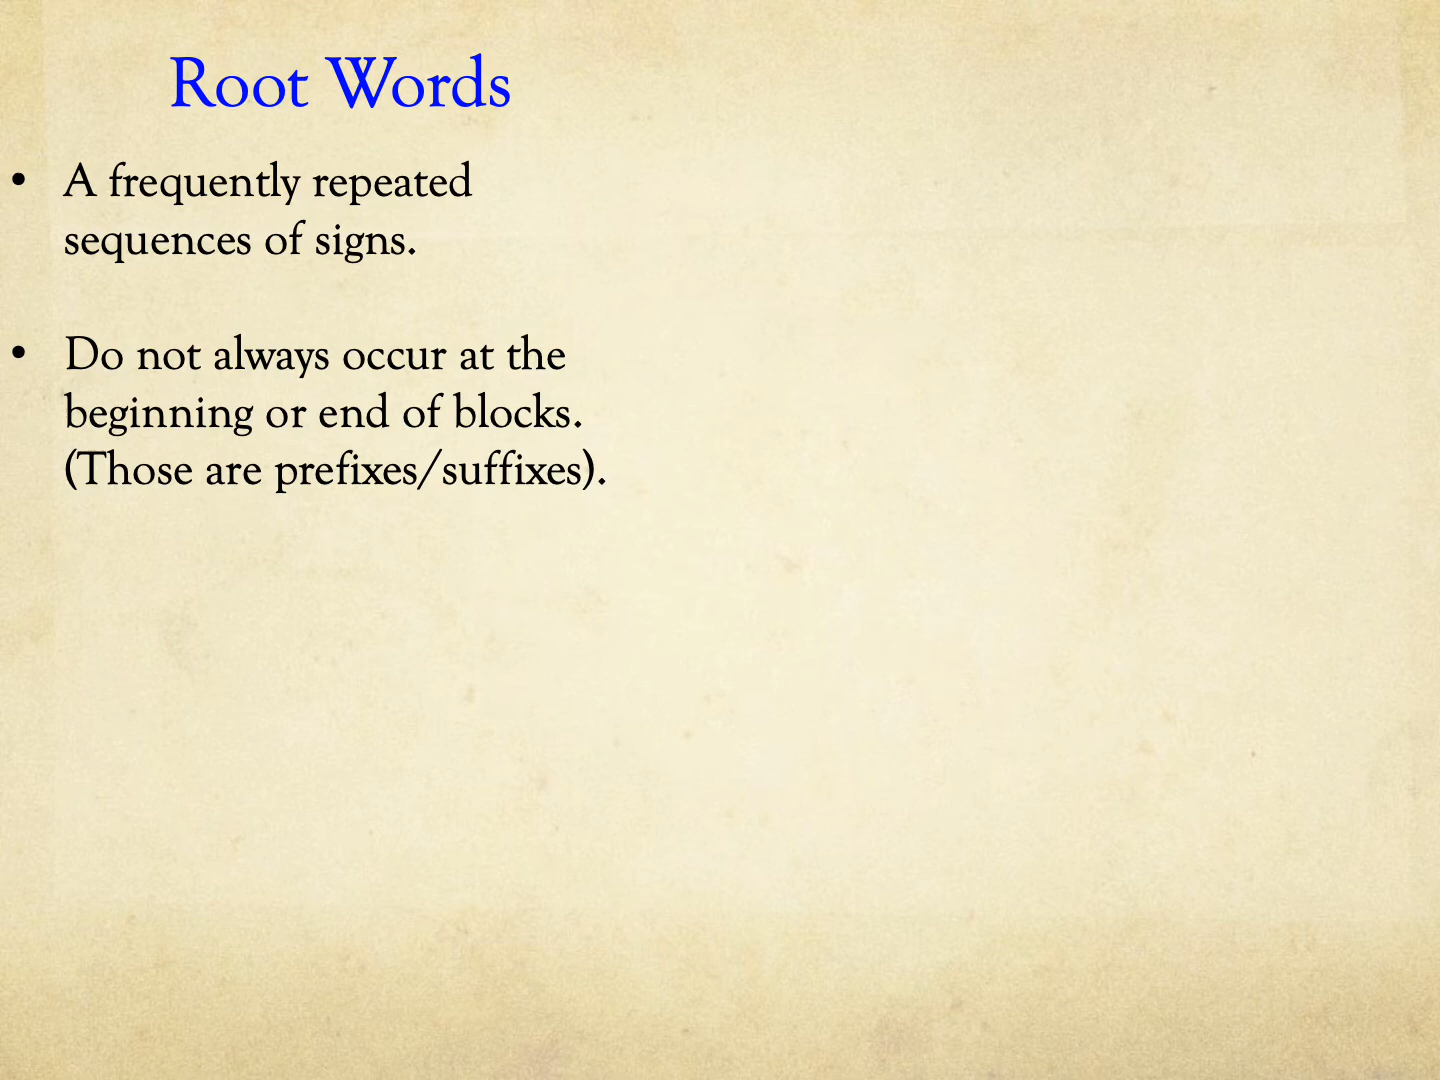 Root Words
• A frequently repeated
sequences of signs.
• Do not always occur at the
beginning or end of blocks.
(Those are prefixes/suffixes).